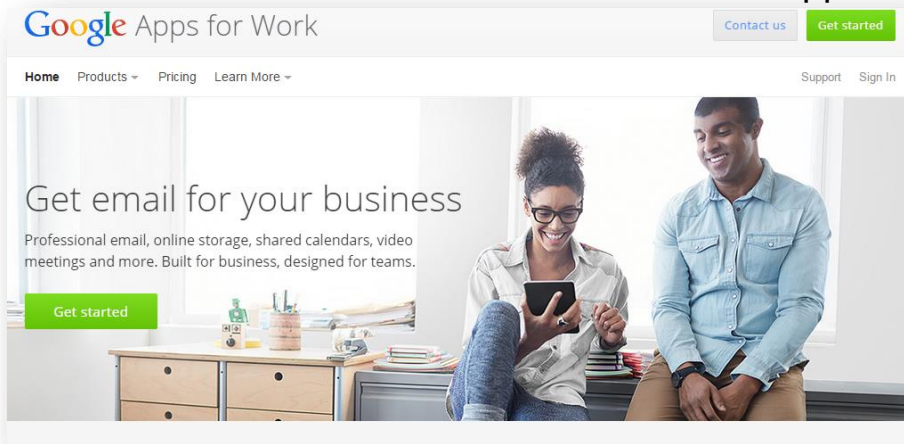 Google Apps for Work
Contact us
Get started
Home Products Pricing Learn More
Support Sign In
Get email for your business
Professional email, online storage, shared calendars, video
meetings and more. Built for business, designed for teams.
Get started